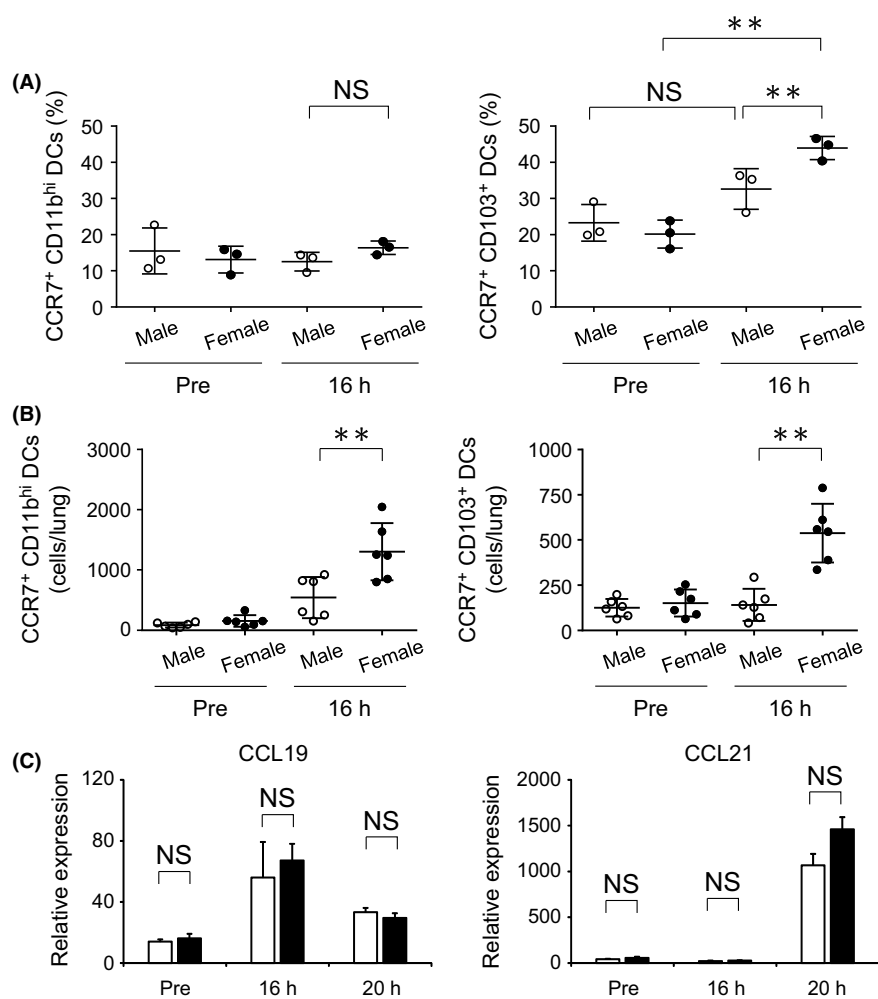 (A)
CCR7+ CD11bhi DCs (%)
50
40
30
20
10
0
NS
Male
Female
Male
Female
Pre
16 h
CCR7+ CD103+ DCs (%)
50
40
30
20
10
0
NS
**
**
Male
Female
Male
Female
Pre
16 h
(B)
CCR7+ CD11bhi DCs
(cells/lung)
3000
2000
1000
0
**
Male
Female
Male
Female
Pre
16 h
CCR7+ CD103+ DCs
(cells/lung)
1000
750
500
250
0
**
Male
Female
Male
Female
Pre
16 h
(C)
CCL19
Relative expression
120
80
40
0
NS
NS
NS
Pre
16 h
20 h
CCL21
Relative expression
2000
1500
1000
500
0
NS
NS
NS
Pre
16 h
20 h